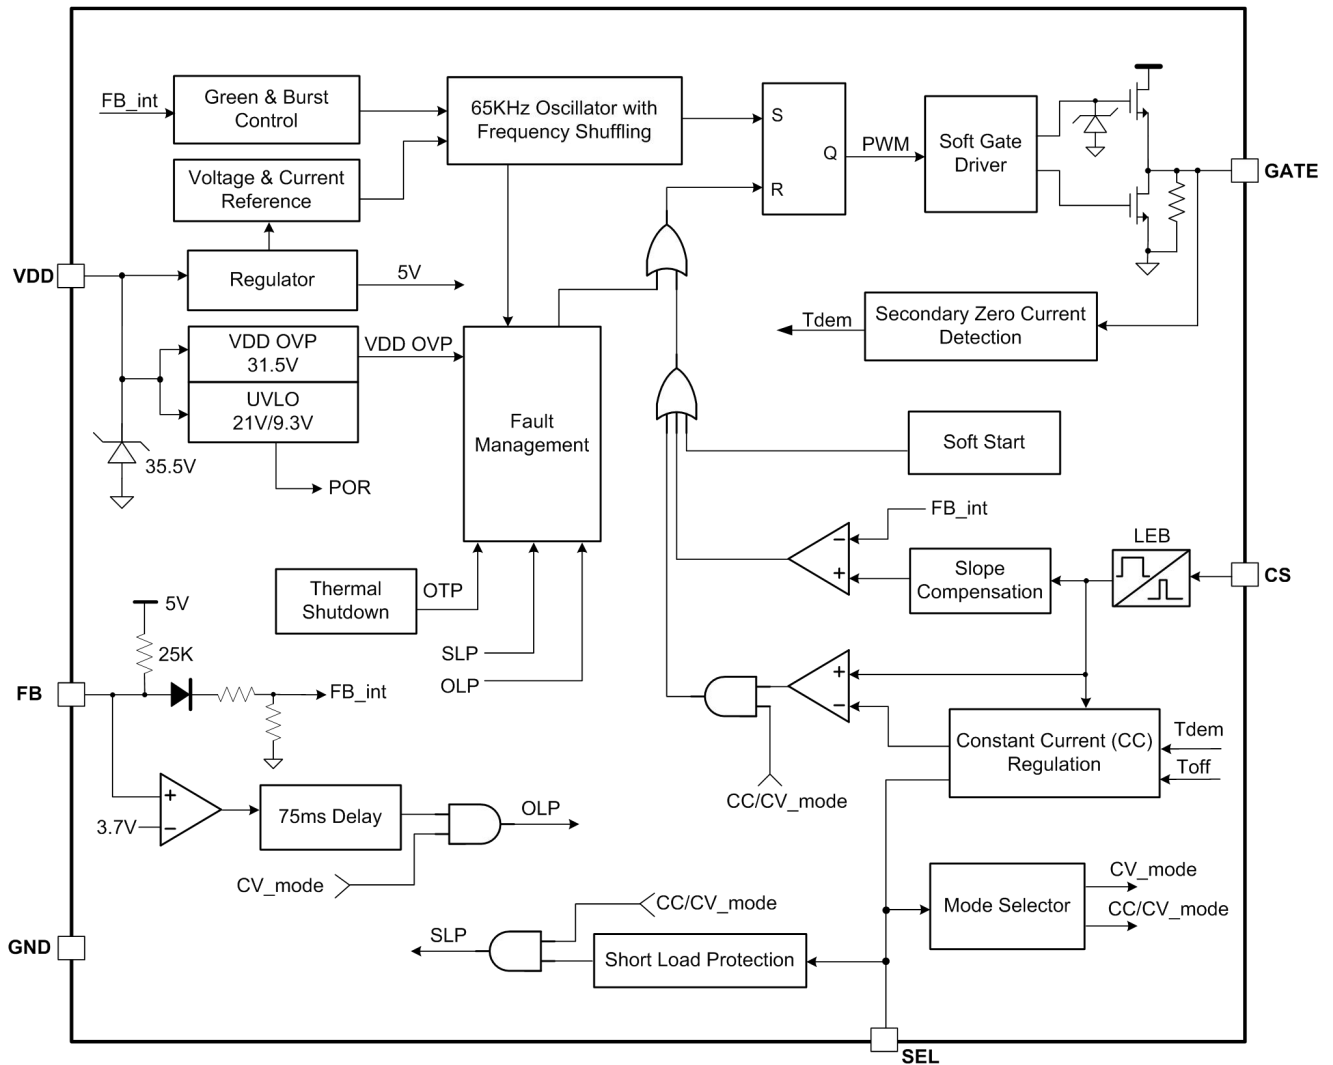 FB_int
Green & Burst
Control
65KHz Oscillator with
Frequency Shuffling
S
Q
R
PWM
Soft Gate
Driver
GATE
Voltage & Current
Reference
VDD
Regulator
5V
Tdem
Secondary Zero Current
Detection
VDD OVP
31.5V
VDD OVP
UVLO
21V/9.3V
35.5V
POR
Fault
Management
Soft Start
FB_int
LEB
CS
Slope
Compensation
Thermal
Shutdown
OTP
SLP
OLP
5V
25K
FB
FB_int
Constant Current (CC)
Regulation
Tdem
Toff
CC/CV_mode
3.7V
75ms Delay
OLP
CV_mode
Mode Selector
CV_mode
CC/CV_mode
CC/CV_mode
SLP
Short Load Protection
GND
SEL